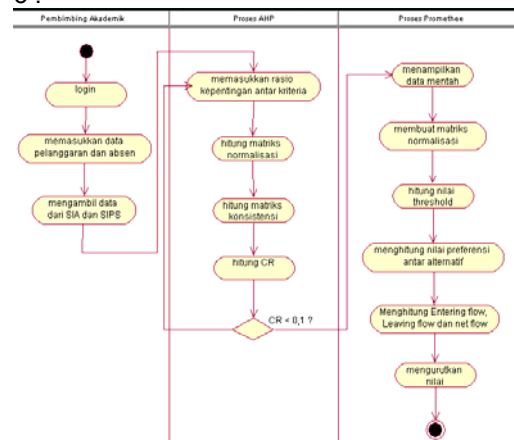 Pembimbing Akademik
Proses AHP
Proses Promethee
login
memasukkan data
pelanggaran dan absen
mengambil data
dari SIA dan SIPS
memasukkan rasio
kepentingan antar kriteria
hitung matriks
normalisasi
hitung matriks
konsistensi
hitung CR
CR < 0,1 ?
menampilkan
data mentah
membuat matriks
normalisasi
hitung nilai
threshold
menghitung nilai preferensi
antar alternatif
Menghitung Entering flow,
Leaving flow dan net flow
mengurutkan
nilai